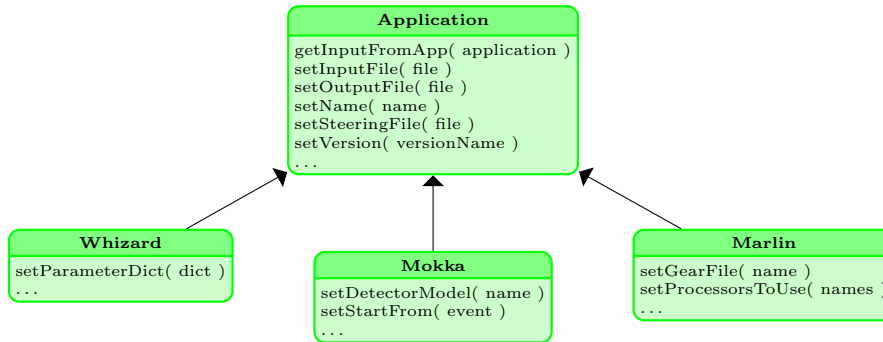 Application
getInputFromApp( application )
setInputFile( file )
setOutputFile( file )
setName( name )
setSteeringFile( file )
setVersion( versionName )
...
Whizard
setParameterDict( dict )
...
Mokka
setDetectorModel( name )
setStartFrom( event )
...
Marlin
setGearFile( name )
setProcessorsToUse( names )
...